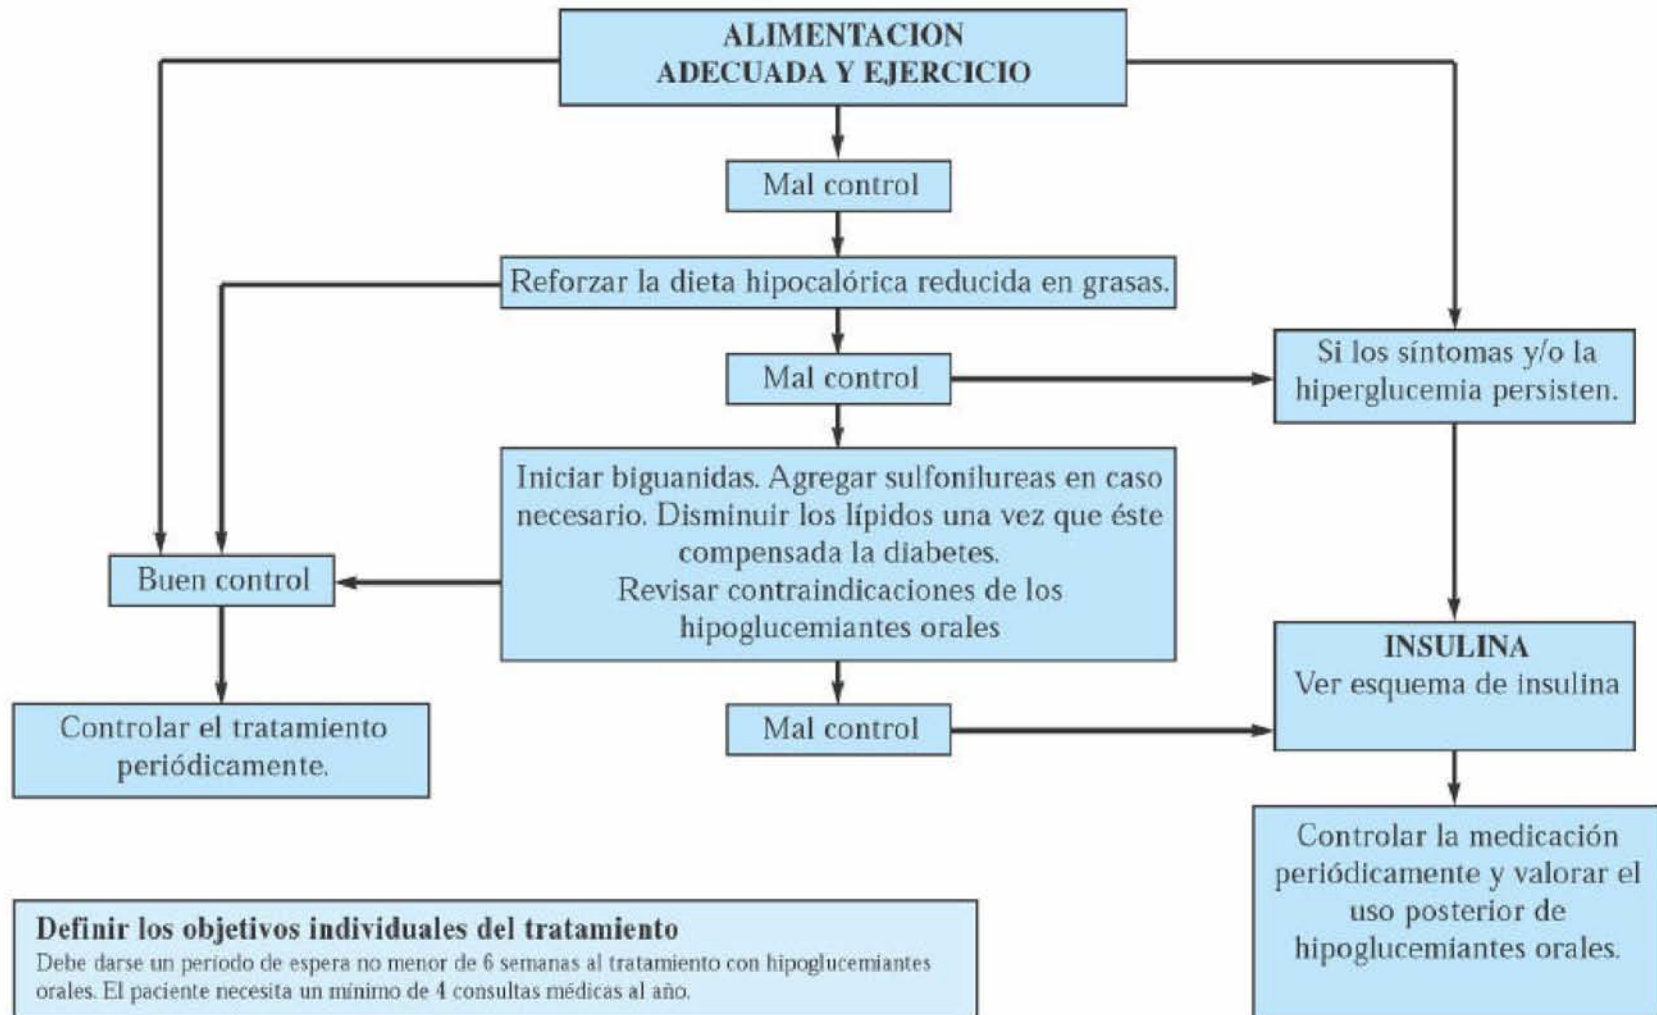 ALIMENTACION
ADECUADA Y EJERCICIO
Mal control
Reforzar la dieta hipocalórica reducida en grasas.
Mal control
Si los síntomas y/o la
hiperglucemia persisten.
Iniciar biguanidas. Agregar sulfonilureas en caso
necesario. Disminuir los lípidos una vez que éste
compensada la diabetes.
Revisar contraindicaciones de los
hipoglucemiantes orales
Buen control
INSULINA
Ver esquema de insulina
Mal control
Controlar el tratamiento
periódicamente.
Controlar la medicación
periódicamente y valorar el
uso posterior de
hipoglucemiantes orales.
Definir los objetivos individuales del tratamiento
Debe darse un período de espera no menor de 6 semanas al tratamiento con hipoglucemiantes
orales. El paciente necesita un mínimo de 4 consultas médicas al año.